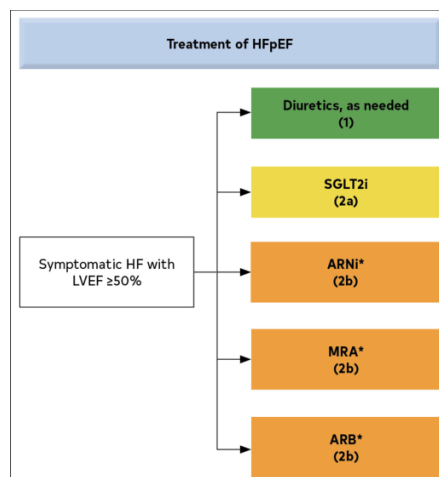 Treatment of HFpEF
Diuretics, as needed
(1)
SGLT2i
(2a)
Symptomatic HF with
LVEF ≥50%
ARNi*
(2b)
MRA*
(2b)
ARB*
(2b)